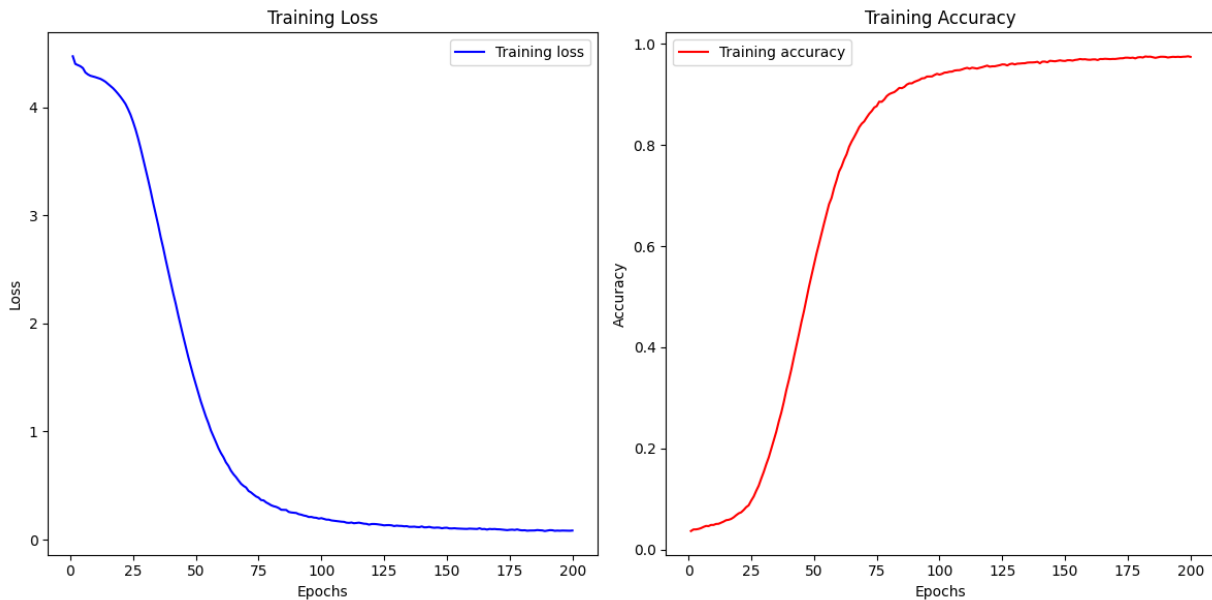 Training Loss
Training loss
4
3
2
1
0
Loss
0 25 50 75 100 125 150 175 200
Epochs
Training Accuracy
Training accuracy
1.0
0.8
0.6
0.4
0.2
0.0
Accuracy
0 25 50 75 100 125 150 175 200
Epochs